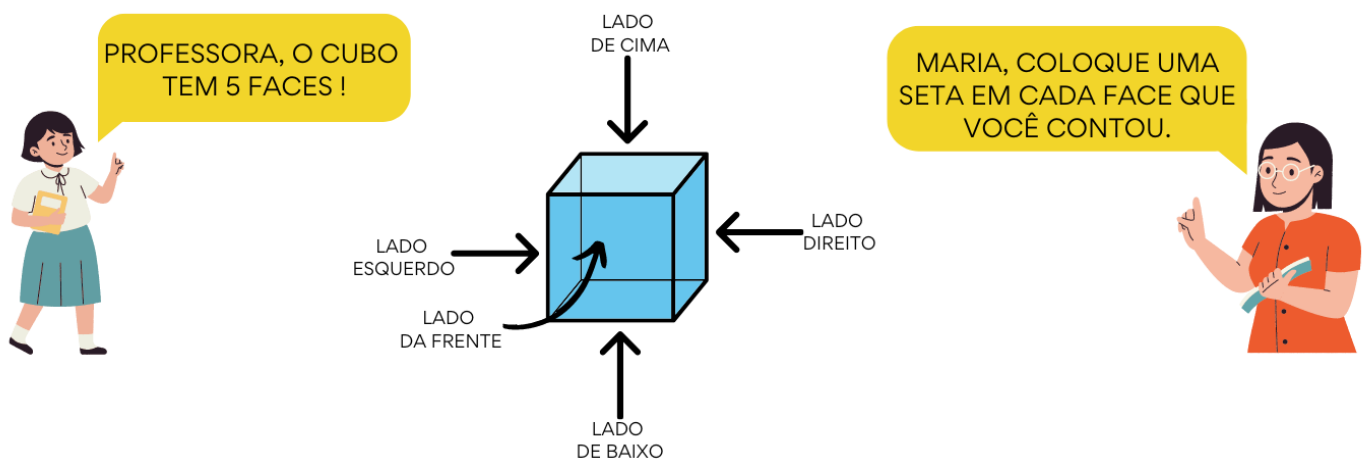 PROFESSORA, O CUBO
TEM 5 FACES !
LADO
DE CIMA
MARIA, COLOQUE UMA
SETA EM CADA FACE QUE
VOCÊ CONTOU.
LADO
ESQUERDO
LADO
DIREITO
LADO
DA FRENTE
LADO
DE BAIXO